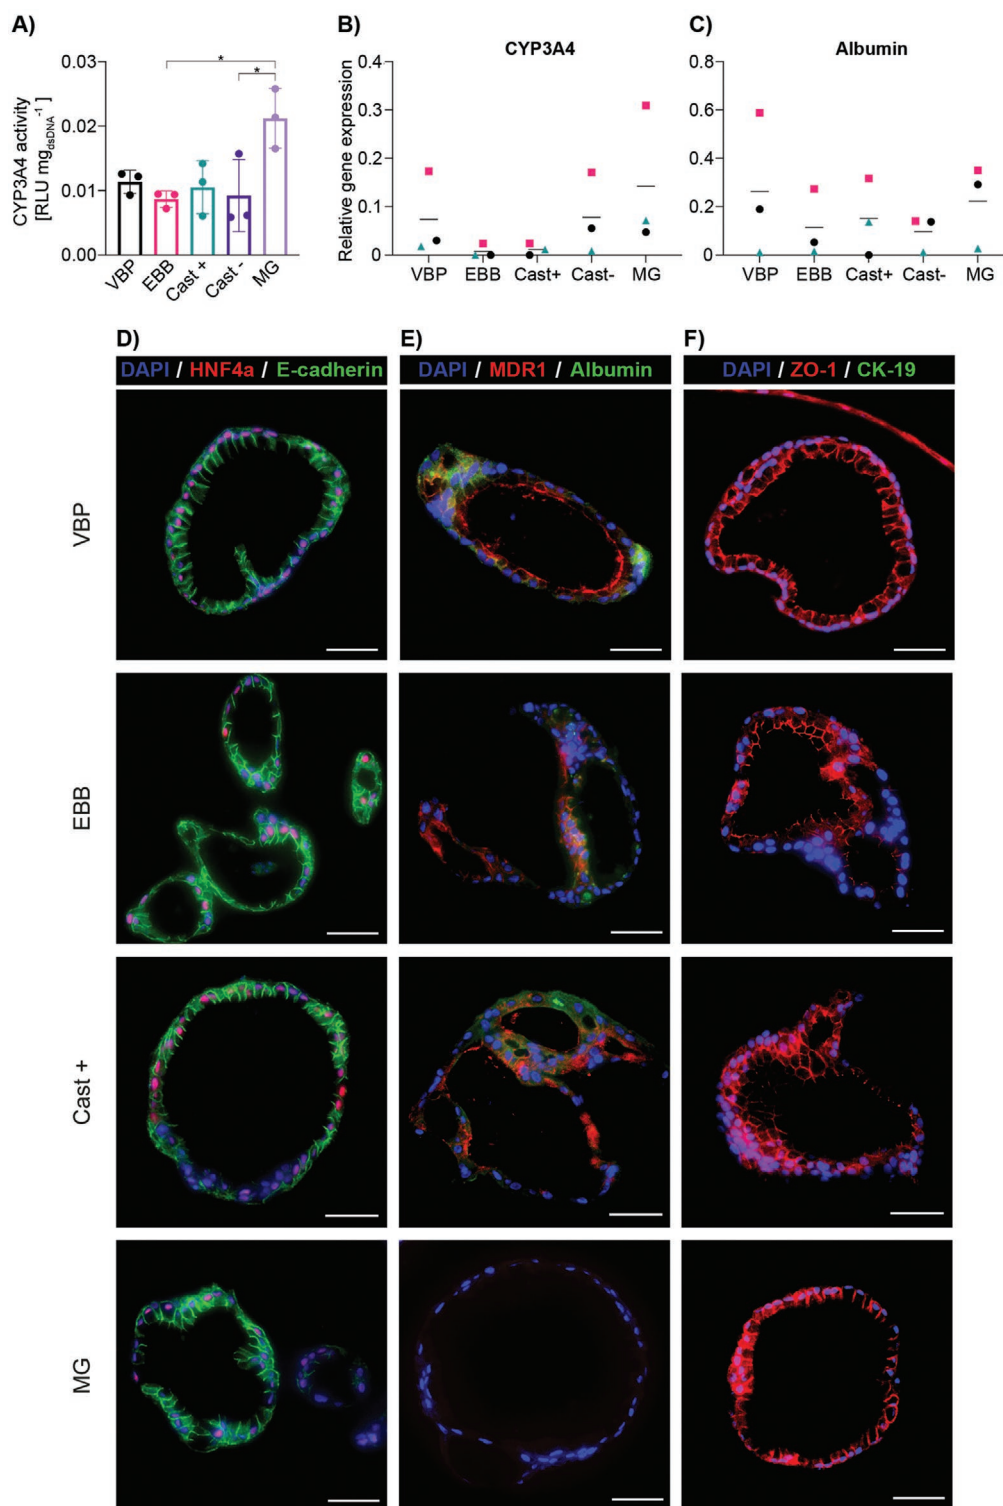 A)
CYP3A4 activity
[RLU mg dsDNA -1]
0.03
0.02
0.01
0.00
*
*
VBP
EBB
Cast +
Cast -
MG
B)
CYP3A4
Relative gene expression
0.4
0.3
0.2
0.1
0
VBP
EBB
Cast+
Cast-
MG
C)
Albumin
0.8
0.6
0.4
0.2
0.0
VBP
EBB
Cast+
Cast-
MG
D)
DAPI / HNF4a / E-cadherin
E)
DAPI / MDR1 / Albumin
F)
DAPI / ZO-1 / CK-19
VBP
EBB
Cast +
MG